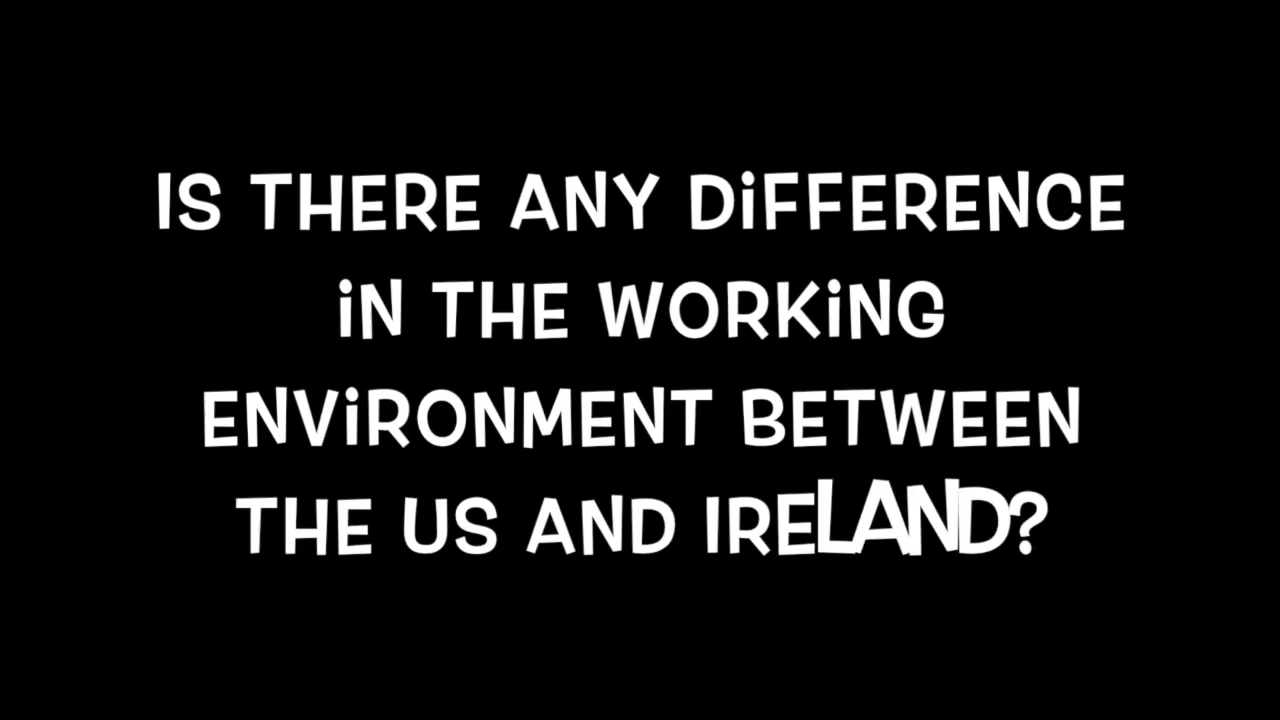 IS THERE ANY DIFFERENCE
IN THE WORKING
ENVIRONMENT BETWEEN
THE US AND IRELAND?